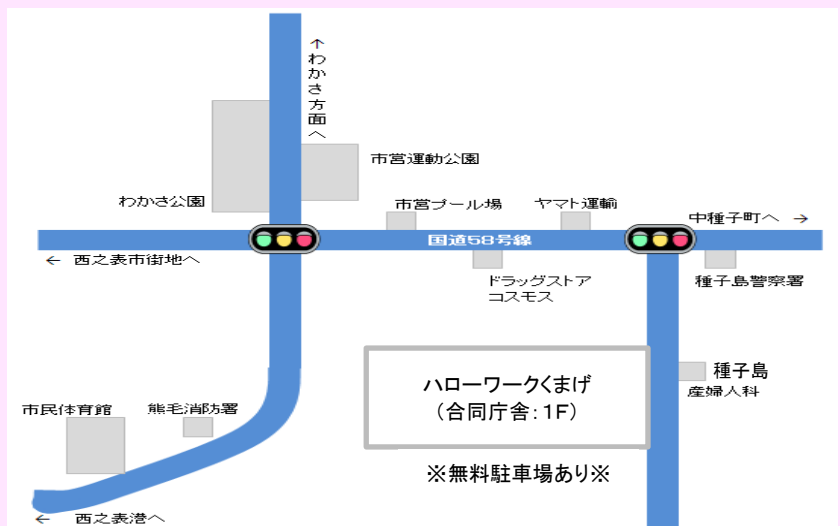 ↑わかさ方面へ
市営運動公園
わかさ公園
市営プール場
ヤマト運輸
中種子町へ →
国道58号線
← 西之表市街地へ
ドラッグストア
コスモス
種子島警察署
ハローワークくまげ
（合同庁舎：１F）
種子島
産婦人科
市民体育館
熊毛消防署
※無料駐車場あり※
← 西之表港へ